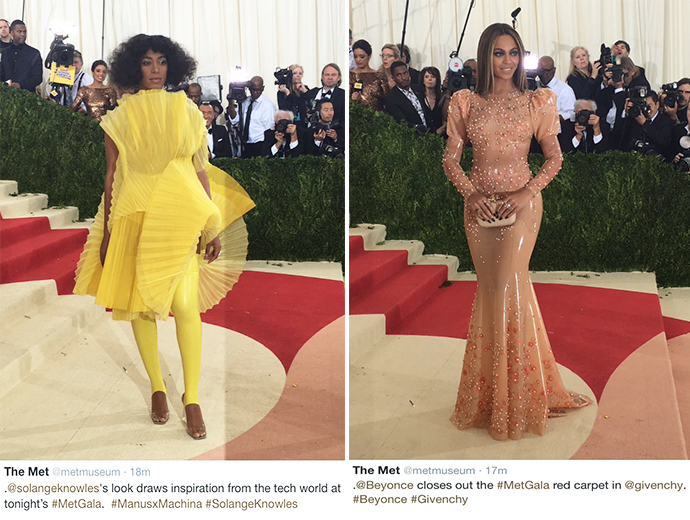 The Met @metmuseum · 18m
.@solangeknowles's look draws inspiration from the tech world at
tonight's #MetGala. #ManusxMachina #SolangeKnowles
The Met @metmuseum · 17m
.@Beyonce closes out the #MetGala red carpet in @givenchy.
#Beyonce #Givenchy